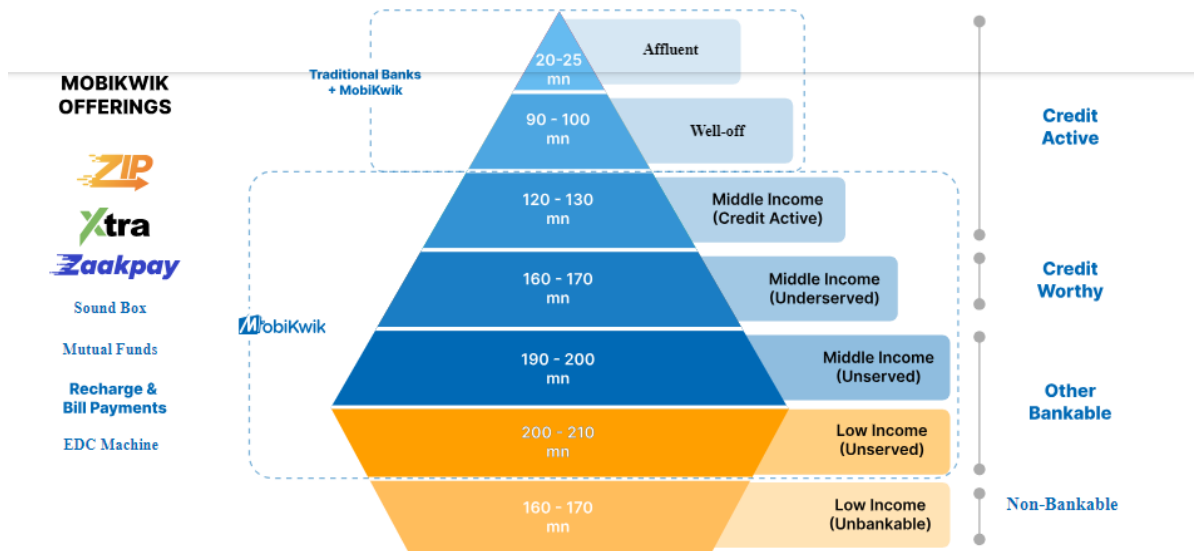 MOBIKWIK
OFFERINGS
ZIP
Xtra
Zaakpay
Sound Box
Mutual Funds
Recharge &
Bill Payments
EDC Machine
Traditional Banks
+ MobiKwik
MobiKwik
20-25
mn
Affluent
90 - 100
mn
Well-off
120 - 130
mn
Middle Income
(Credit Active)
160 - 170
mn
Middle Income
(Underserved)
190 - 200
mn
Middle Income
(Unserved)
200 - 210
mn
Low Income
(Unserved)
160 - 170
mn
Low Income
(Unbankable)
Credit
Active
Credit
Worthy
Other
Bankable
Non-Bankable